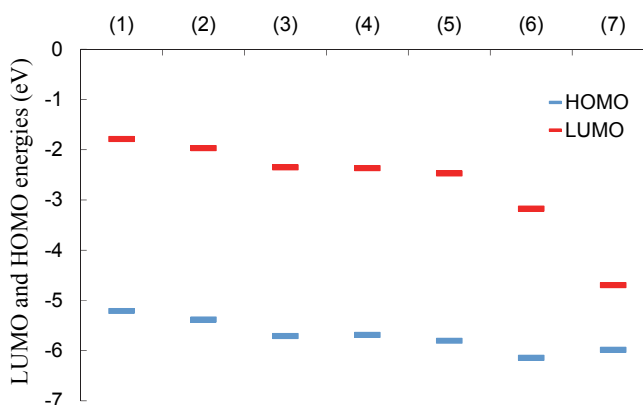 (1) (2) (3) (4) (5) (6) (7)
0
-1
-2
-3
-4
-5
-6
-7
LUMO and HOMO energies (eV)
HOMO
LUMO